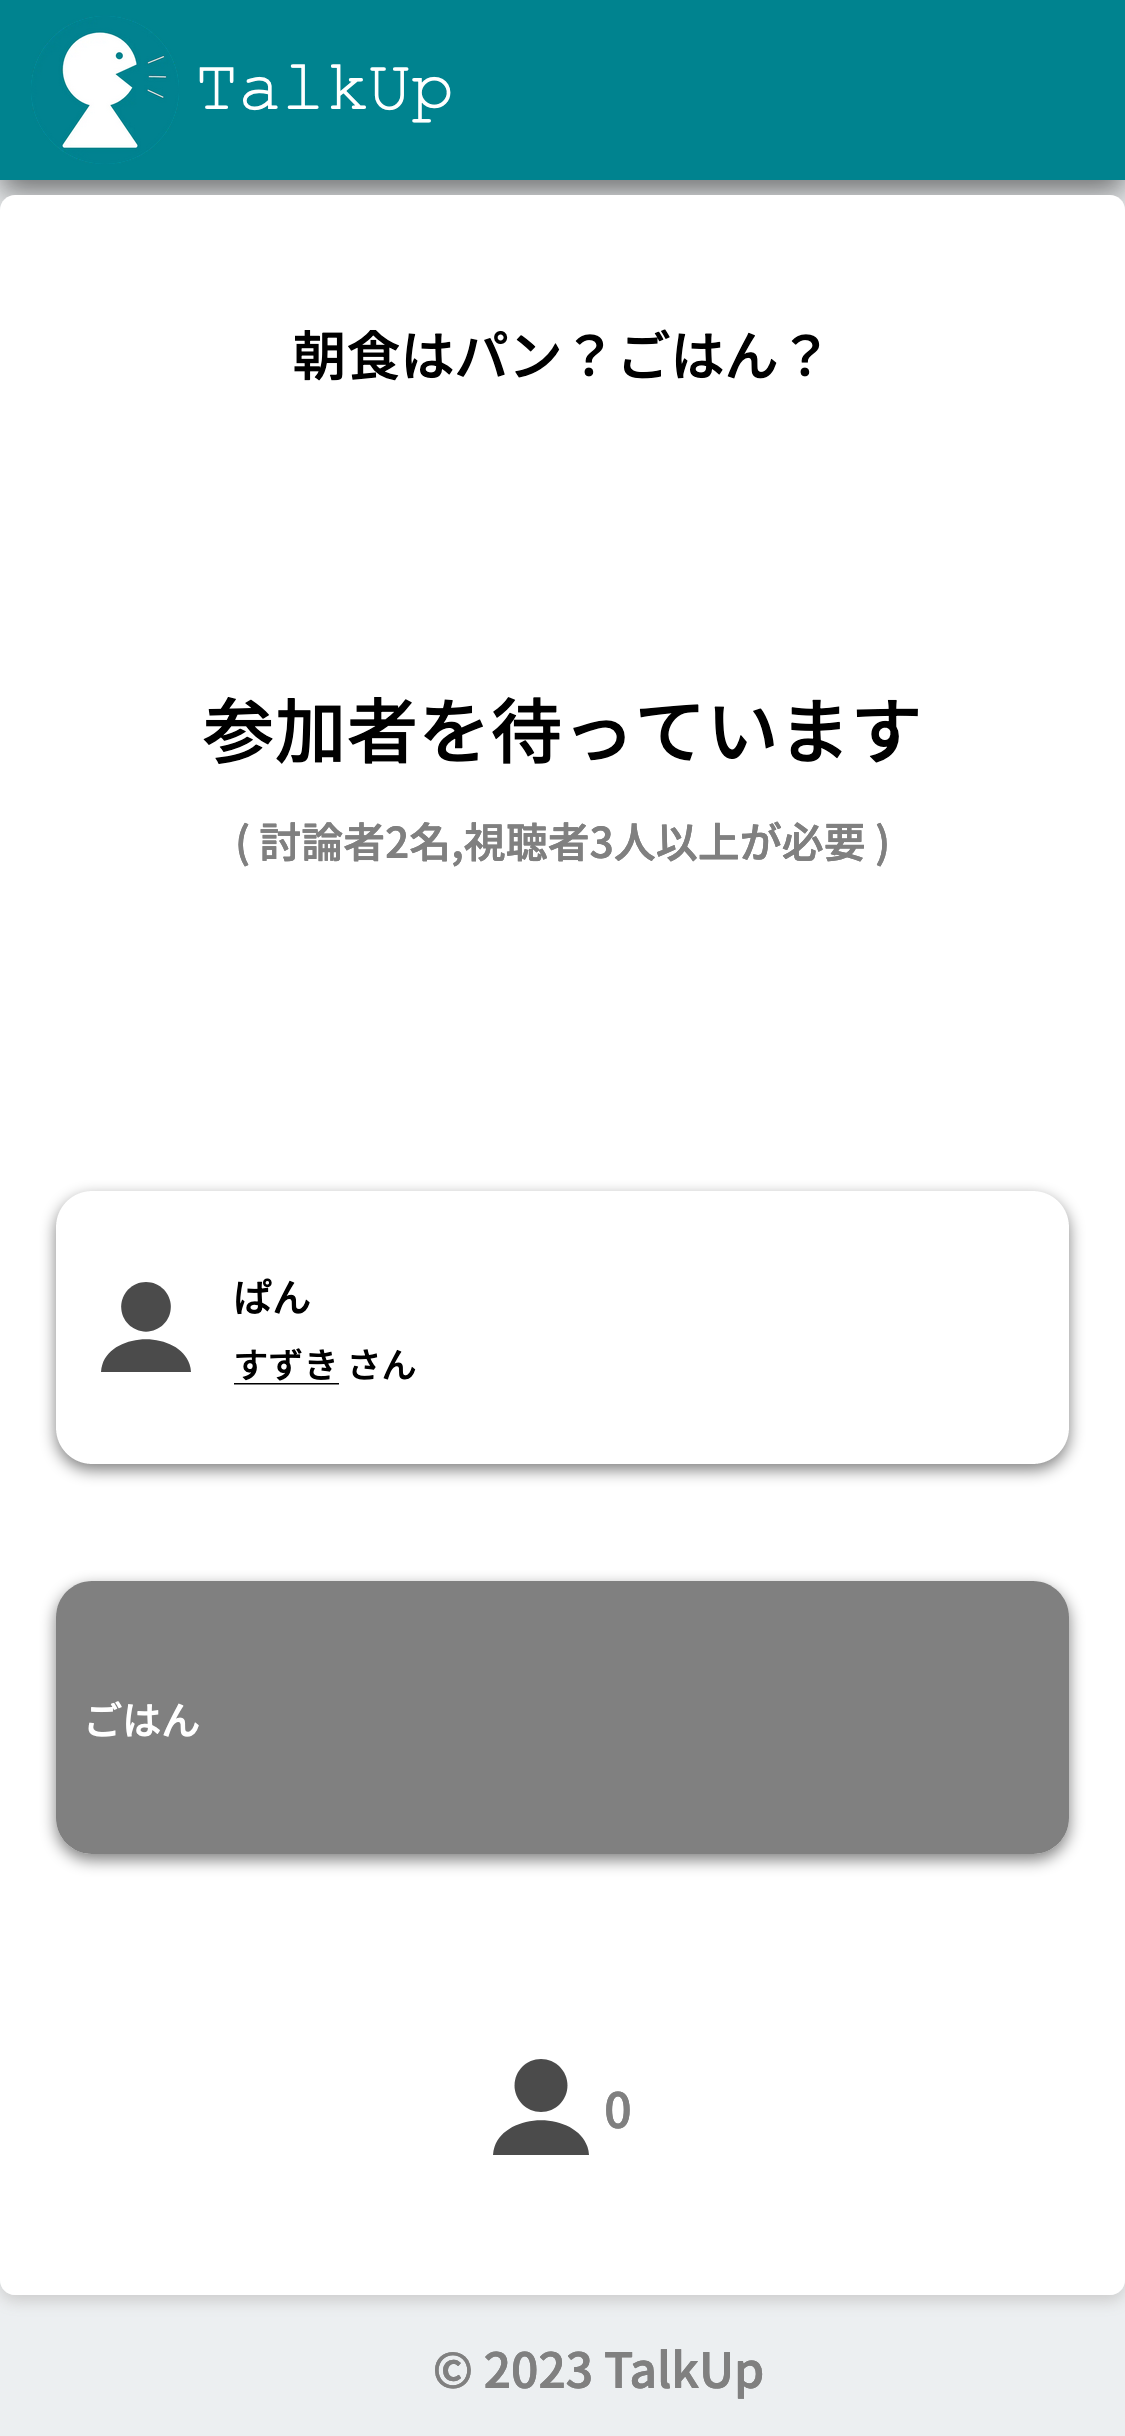 TalkUp
朝食はパン？ごはん？
参加者を待っています
( 討論者2名,視聴者3人以上が必要 )
ぱん
すずき さん
ごはん
0
© 2023 TalkUp